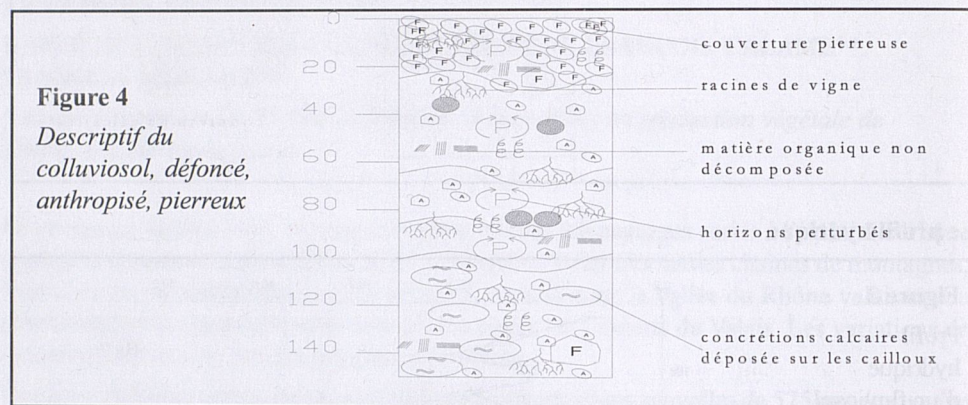 Figure 4
Descriptif du
colluviosol, défoncé,
anthropisé, pierreux
0
20
40
60
80
100
120
140
couverture pierreuse
racines de vigne
matière organique non
décomposée
horizons perturbés
concrétions calcaires
déposée sur les cailloux